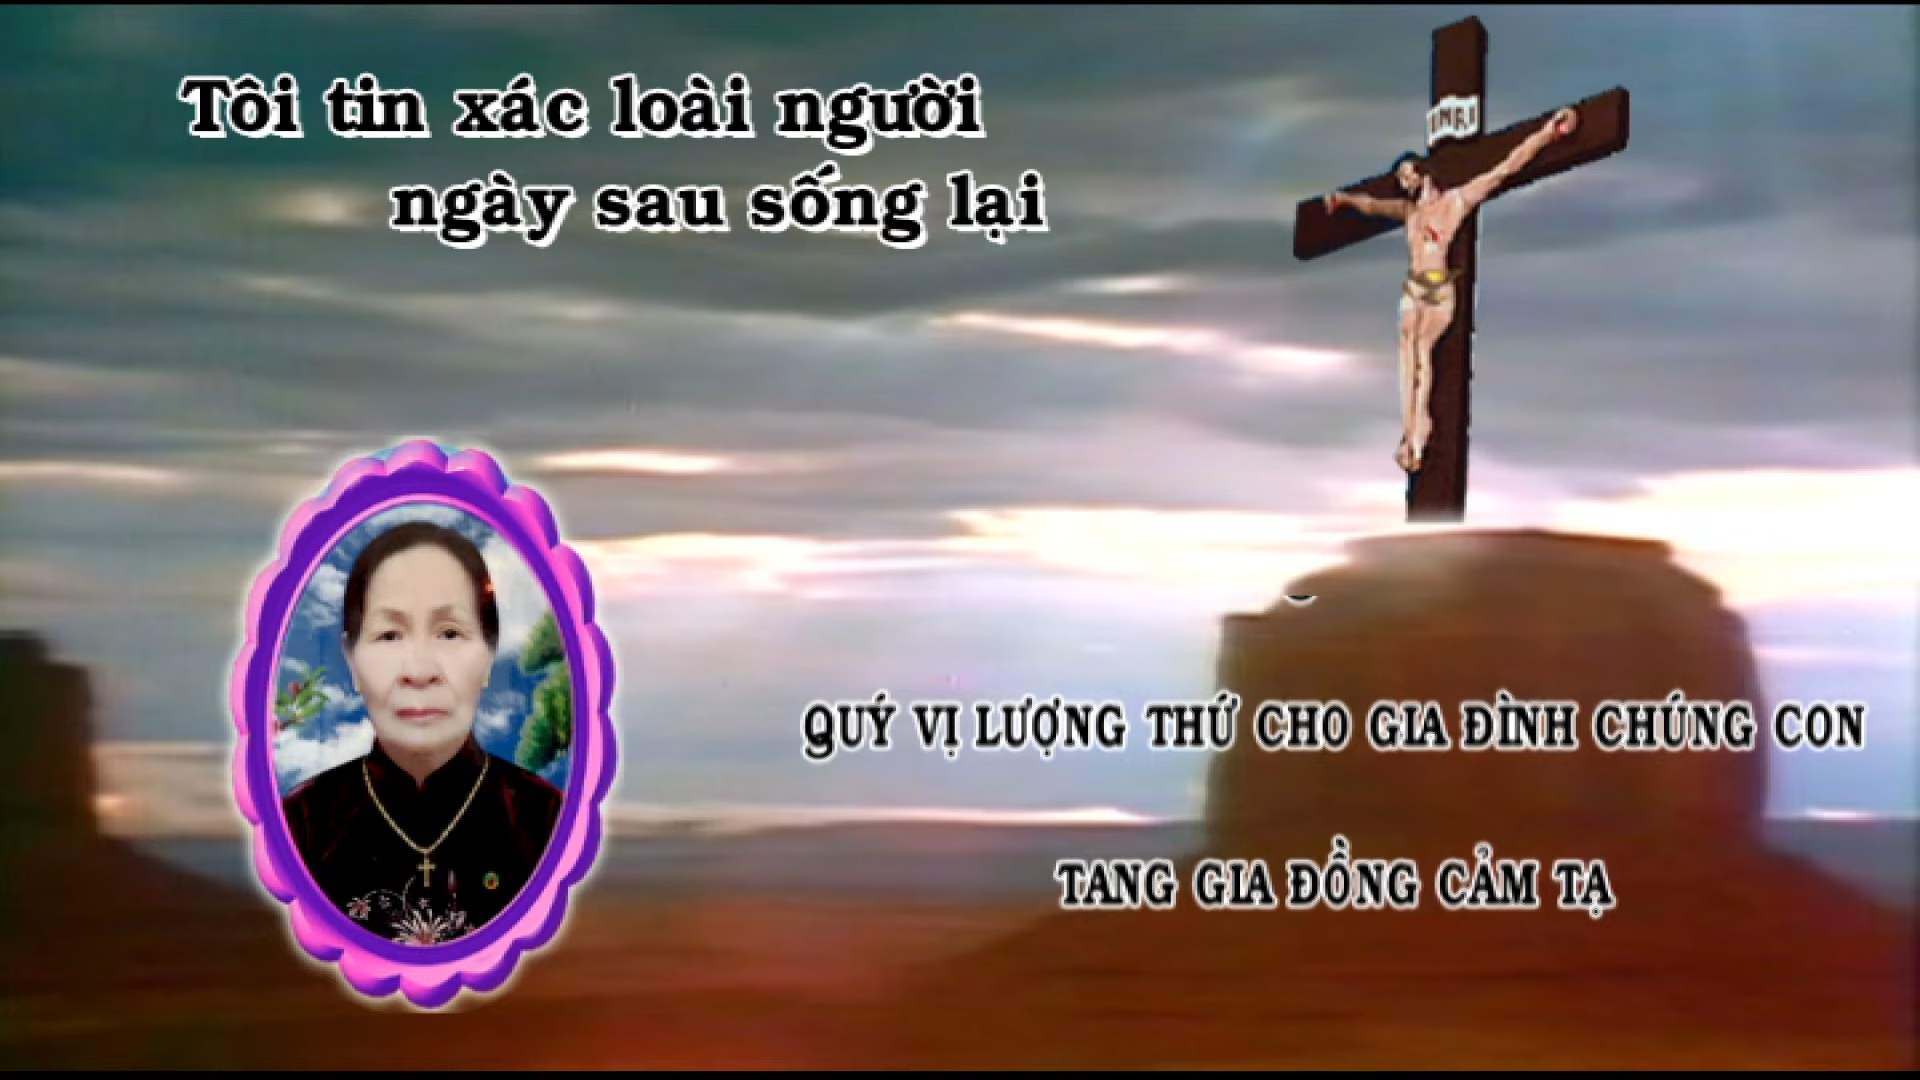 Tôi tin xác loài người
ngày sau sống lại
INRI
QUÝ VỊ LƯỢNG THỨ CHO GIA ĐÌNH CHÚNG CON
TANG GIA ĐỒNG CẢM TẠ